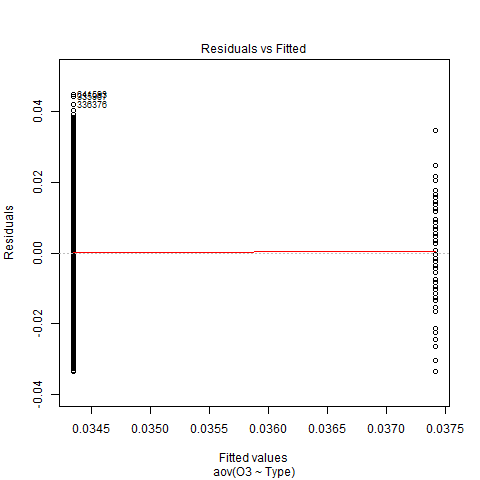 Residuals vs Fitted
336376
0.04
0.02
0.00
-0.02
-0.04
Residuals
0.0345 0.0350 0.0355 0.0360 0.0365 0.0370 0.0375
Fitted values
aov(O3 ~ Type)